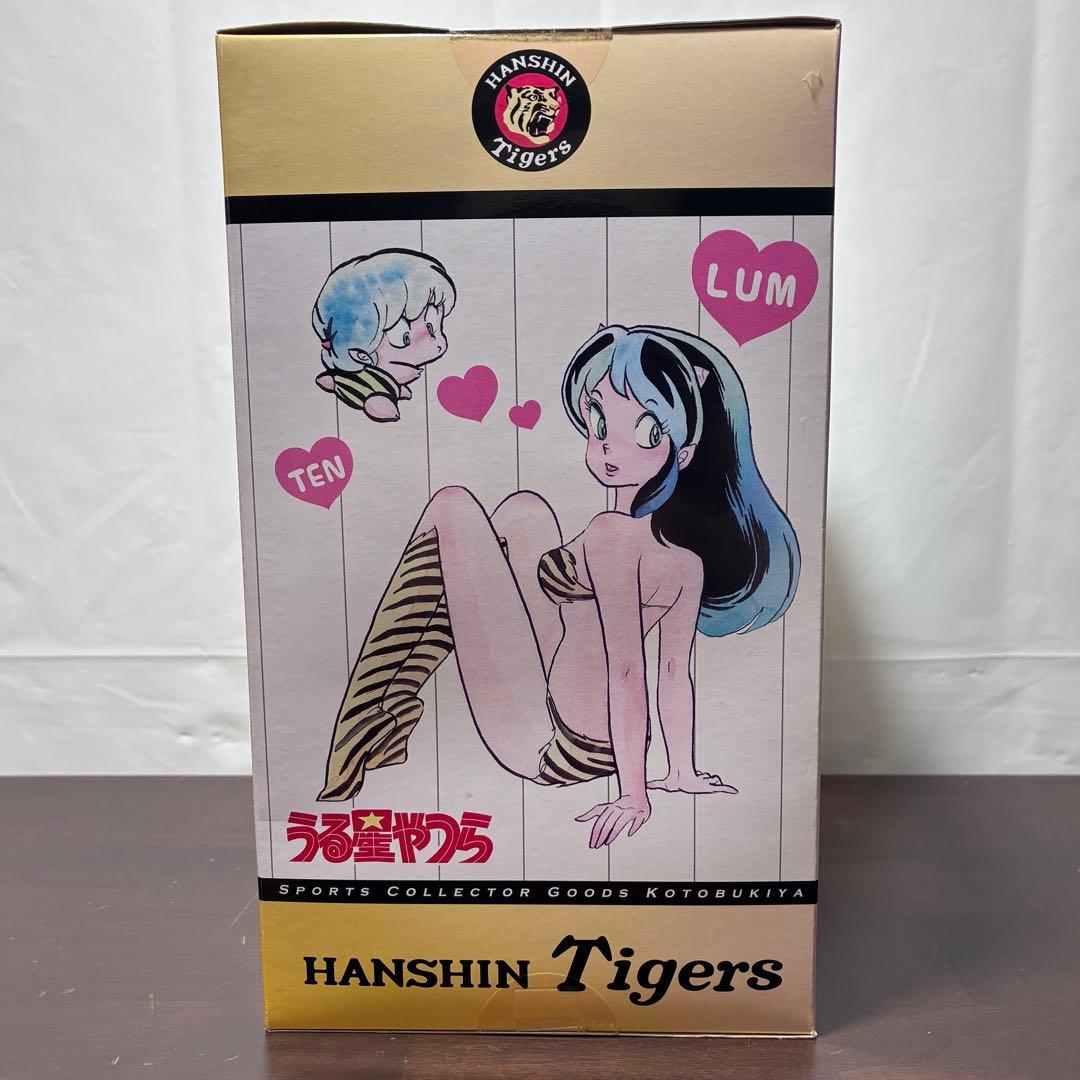 HANSHIN
Tigers
LUM
TEN
うる星やつら
SPORTS COLLECTOR GOODS KOTOBUKIYA
HANSHIN Tigers